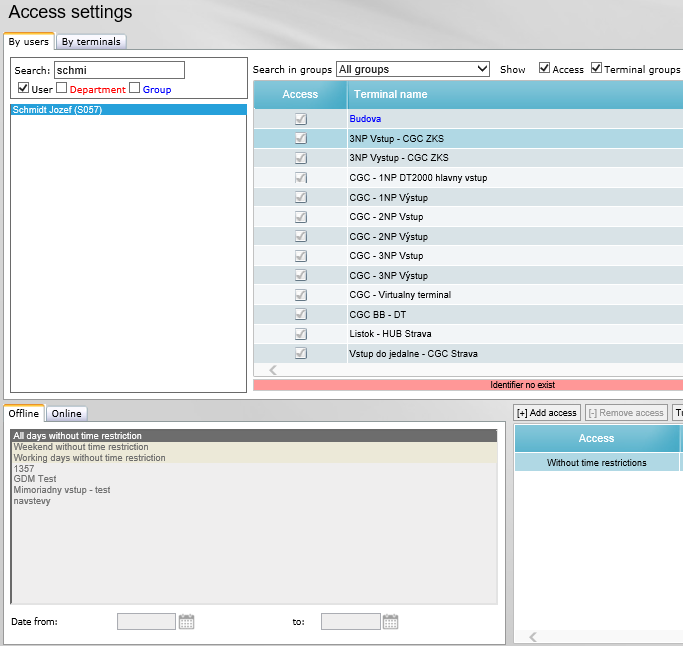 Access settings
By users By terminals
Search: schmi
User Department Group
Schmidt Jozef (S057)
Search in groups All groups Show Access Terminal groups
Access Terminal name
Budova
3NP Vstup - CGC ZKS
3NP Vystup - CGC ZKS
CGC - 1NP DT2000 hlavny vstup
CGC - 1NP Výstup
CGC - 2NP Vstup
CGC - 2NP Výstup
CGC - 3NP Vstup
CGC - 3NP Výstup
CGC - Virtualny terminal
CGC BB - DT
Listok - HUB Strava
Vstup do jedalne - CGC Strava
Identifier no exist
Offline Online
All days without time restriction
Weekend without time restriction
Working days without time restriction
1357
GDM Test
Mimoriadny vstup - test
navstevy
Date from: to:
[+] Add access [-] Remove access
Access
Without time restrictions